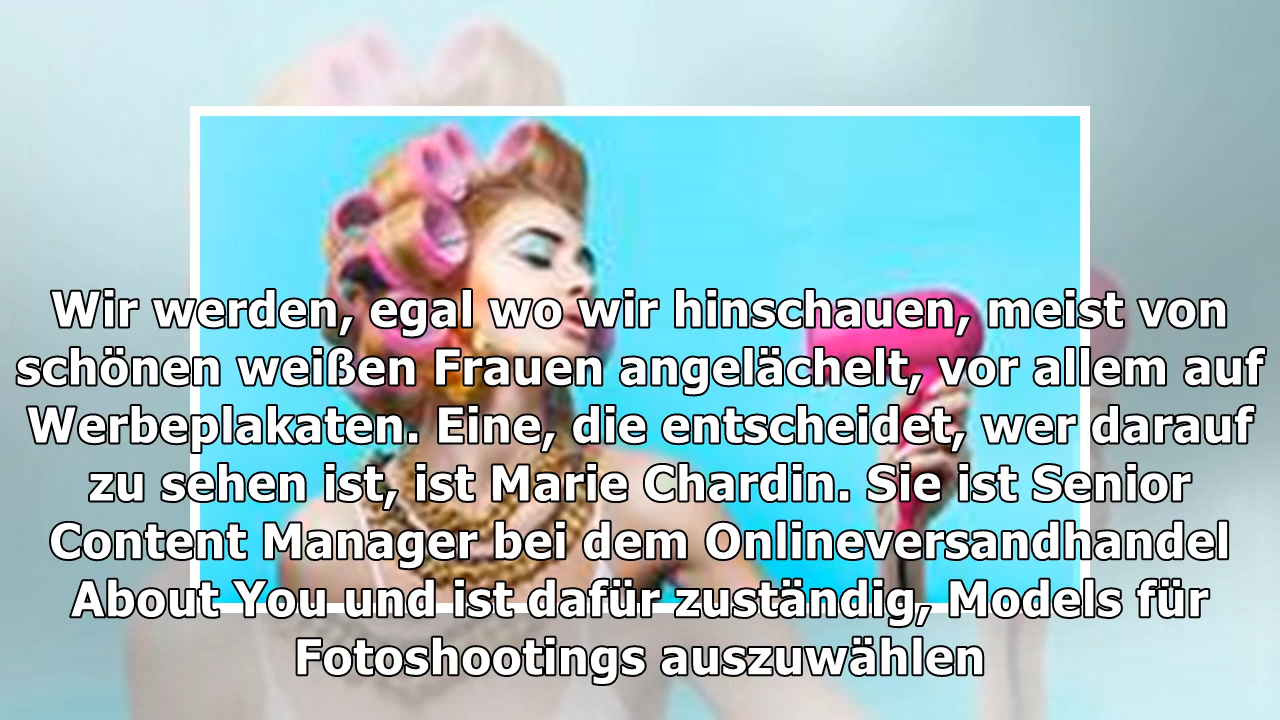 Wir werden, egal wo wir hinschauen, meist von
schönen weißen Frauen angelächelt, vor allem auf
Werbeplakaten. Eine, die entscheidet, wer darauf
zu sehen ist, ist Marie Chardin. Sie ist Senior
Content Manager bei dem Onlineversandhandel
About You und ist dafür zuständig, Models für
Fotoshootings auszuwählen